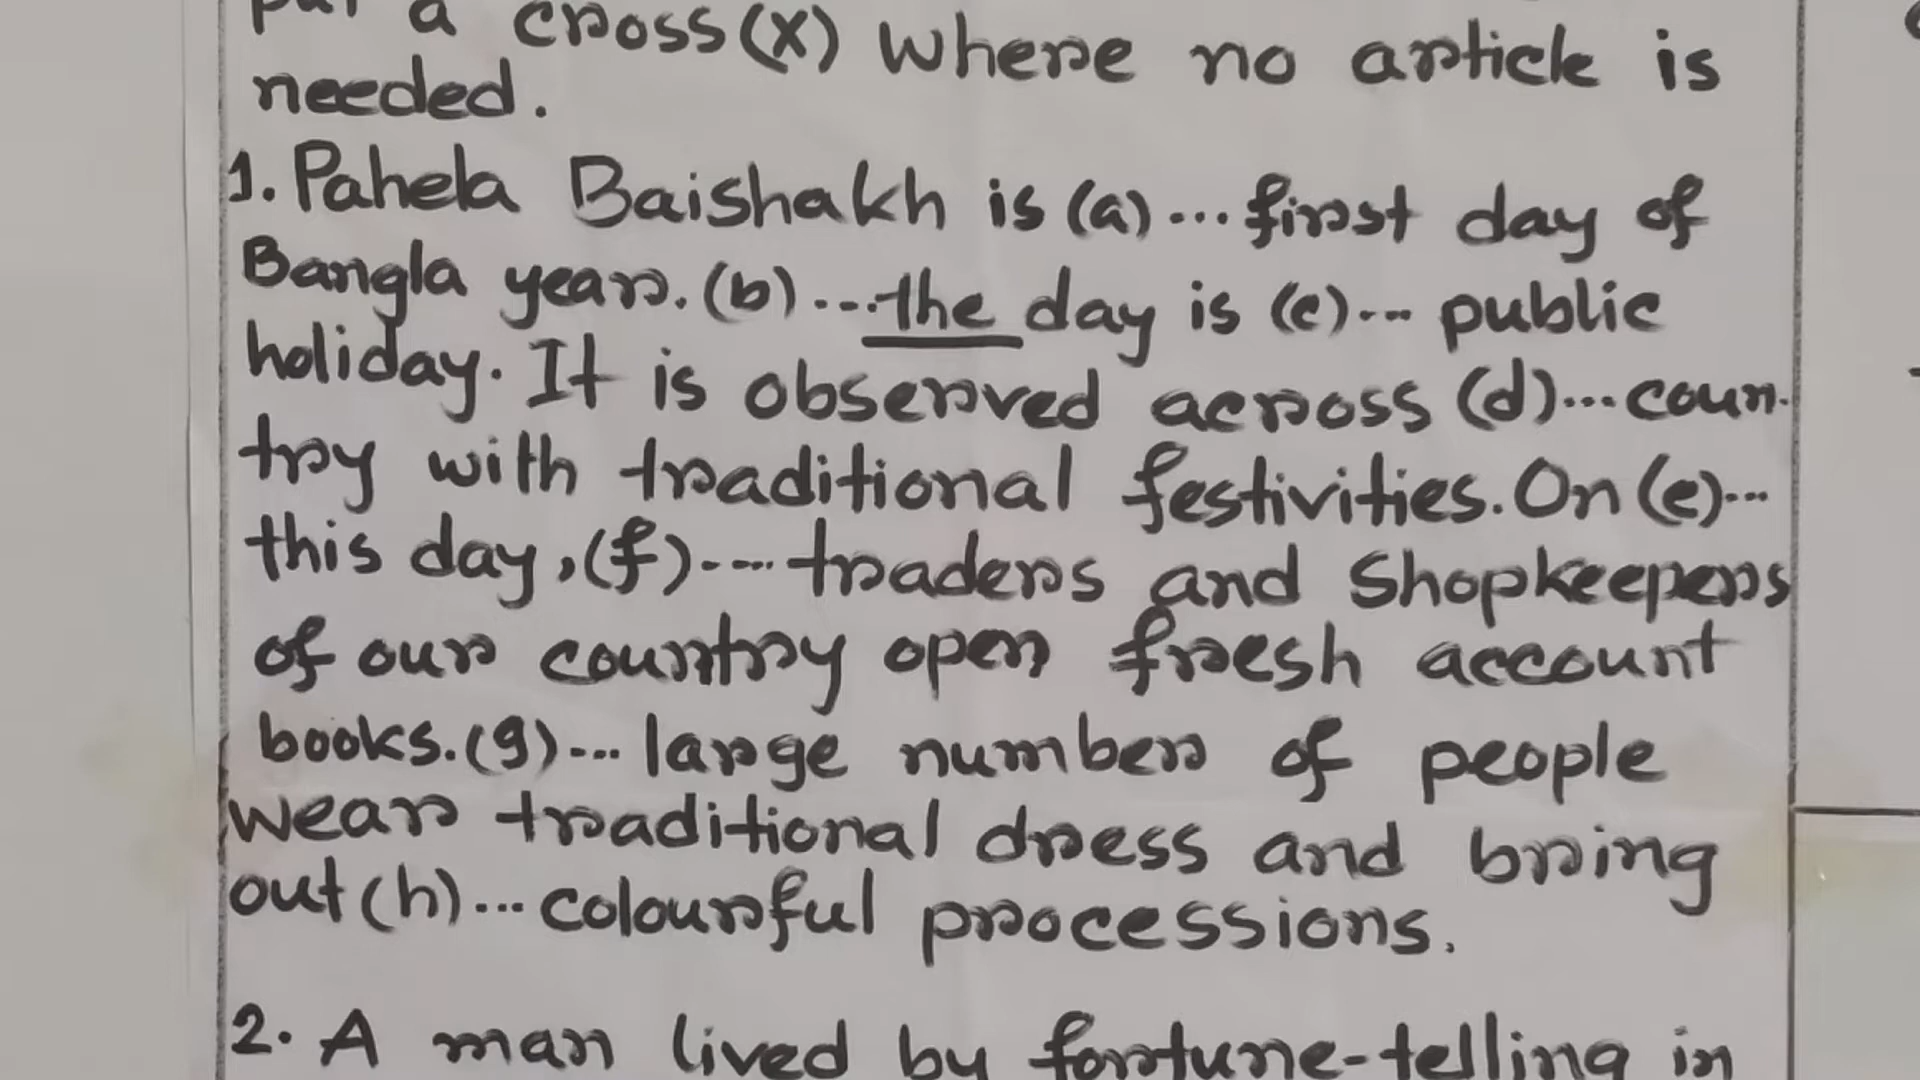 put a cross (x) where no article is
needed.
1. Pahela Baishakh is (a)... first day of
Bangla year. (b)... the day is (c)... public
holiday. It is observed across (d)... coun-
try with traditional festivities. On (e)...
this day, (f).... traders and shopkeepers
of our country open fresh account
books. (g)... large number of people
wear traditional dress and bring
out (h)... colourful processions.
2. A man lived by fortune-telling in